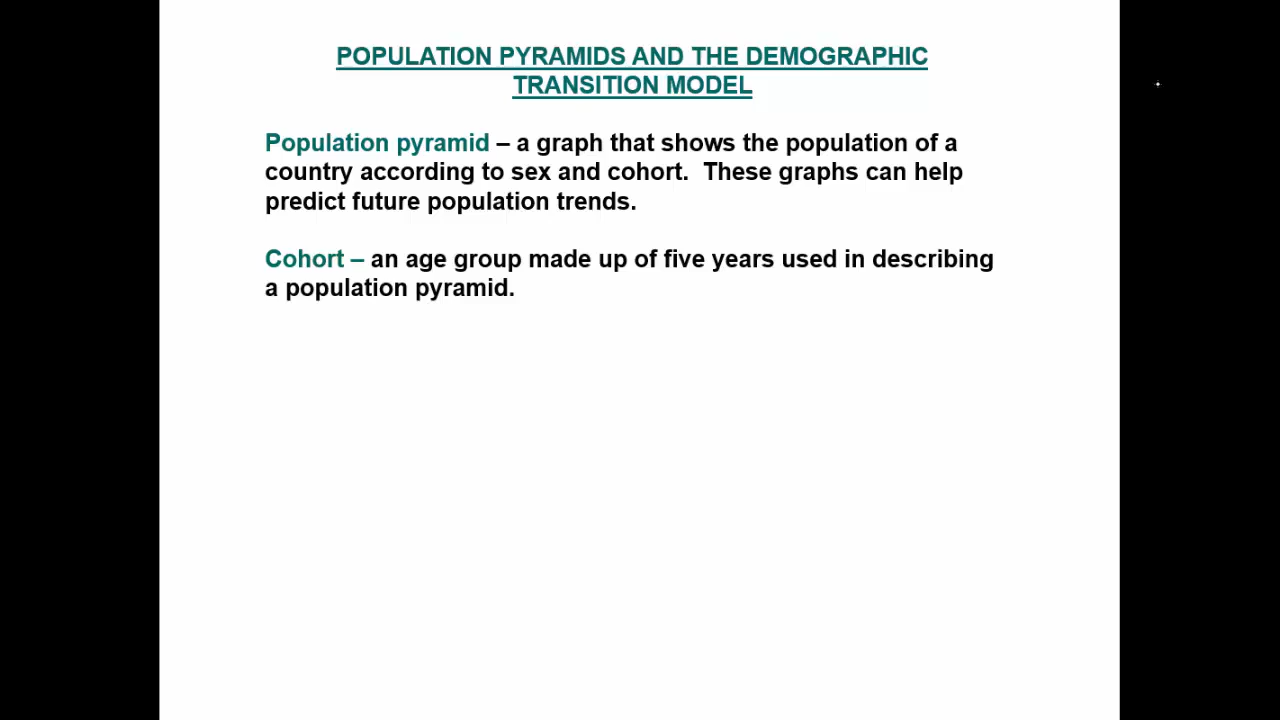 POPULATION PYRAMIDS AND THE DEMOGRAPHIC
TRANSITION MODEL
Population pyramid – a graph that shows the population of a
country according to sex and cohort.  These graphs can help
predict future population trends.
Cohort – an age group made up of five years used in describing
a population pyramid.